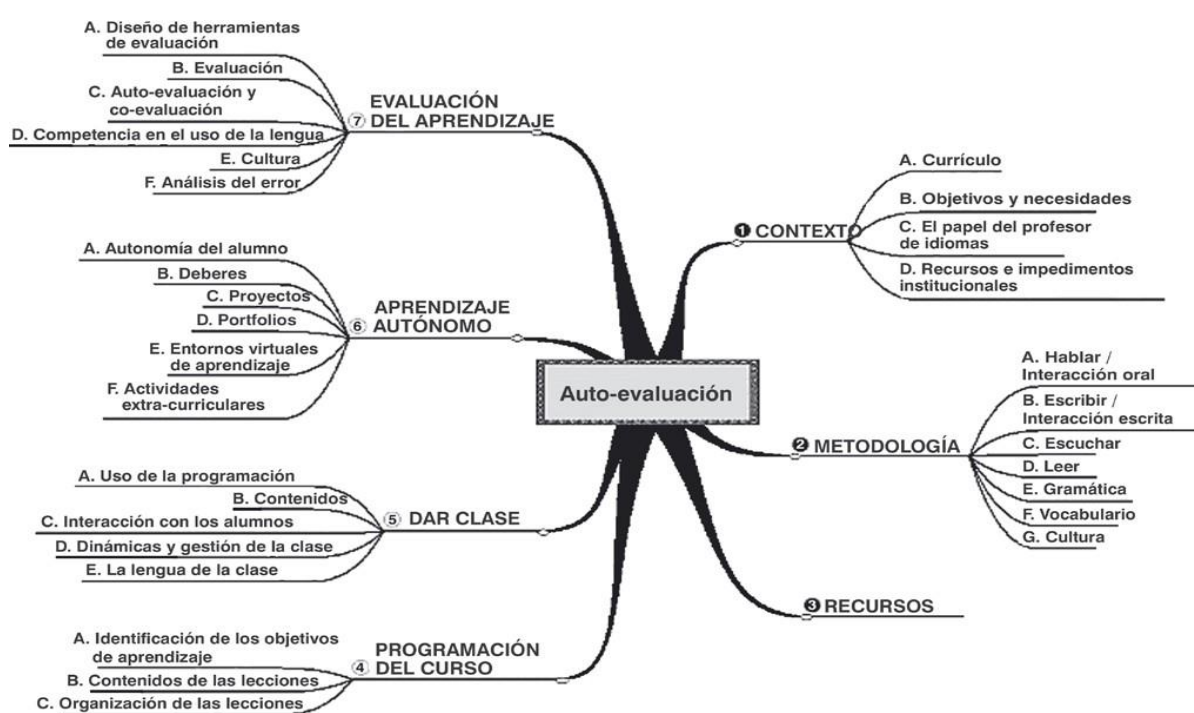 Auto-evaluación
❶ CONTEXTO
A. Currículo
B. Objetivos y necesidades
C. El papel del profesor
de idiomas
D. Recursos e impedimentos
institucionales
❷ METODOLOGÍA
A. Hablar /
Interacción oral
B. Escribir /
Interacción escrita
C. Escuchar
D. Leer
E. Gramática
F. Vocabulario
G. Cultura
❸ RECURSOS
④ PROGRAMACIÓN
DEL CURSO
A. Identificación de los objetivos
de aprendizaje
B. Contenidos de las lecciones
C. Organización de las lecciones
⑤ DAR CLASE
A. Uso de la programación
B. Contenidos
C. Interacción con los alumnos
D. Dinámicas y gestión de la clase
E. La lengua de la clase
⑥ APRENDIZAJE
AUTÓNOMO
A. Autonomía del alumno
B. Deberes
C. Proyectos
D. Portfolios
E. Entornos virtuales
de aprendizaje
F. Actividades
extra-curriculares
⑦ EVALUACIÓN
DEL APRENDIZAJE
A. Diseño de herramientas
de evaluación
B. Evaluación
C. Auto-evaluación y
co-evaluación
D. Competencia en el uso de la lengua
E. Cultura
F. Análisis del error